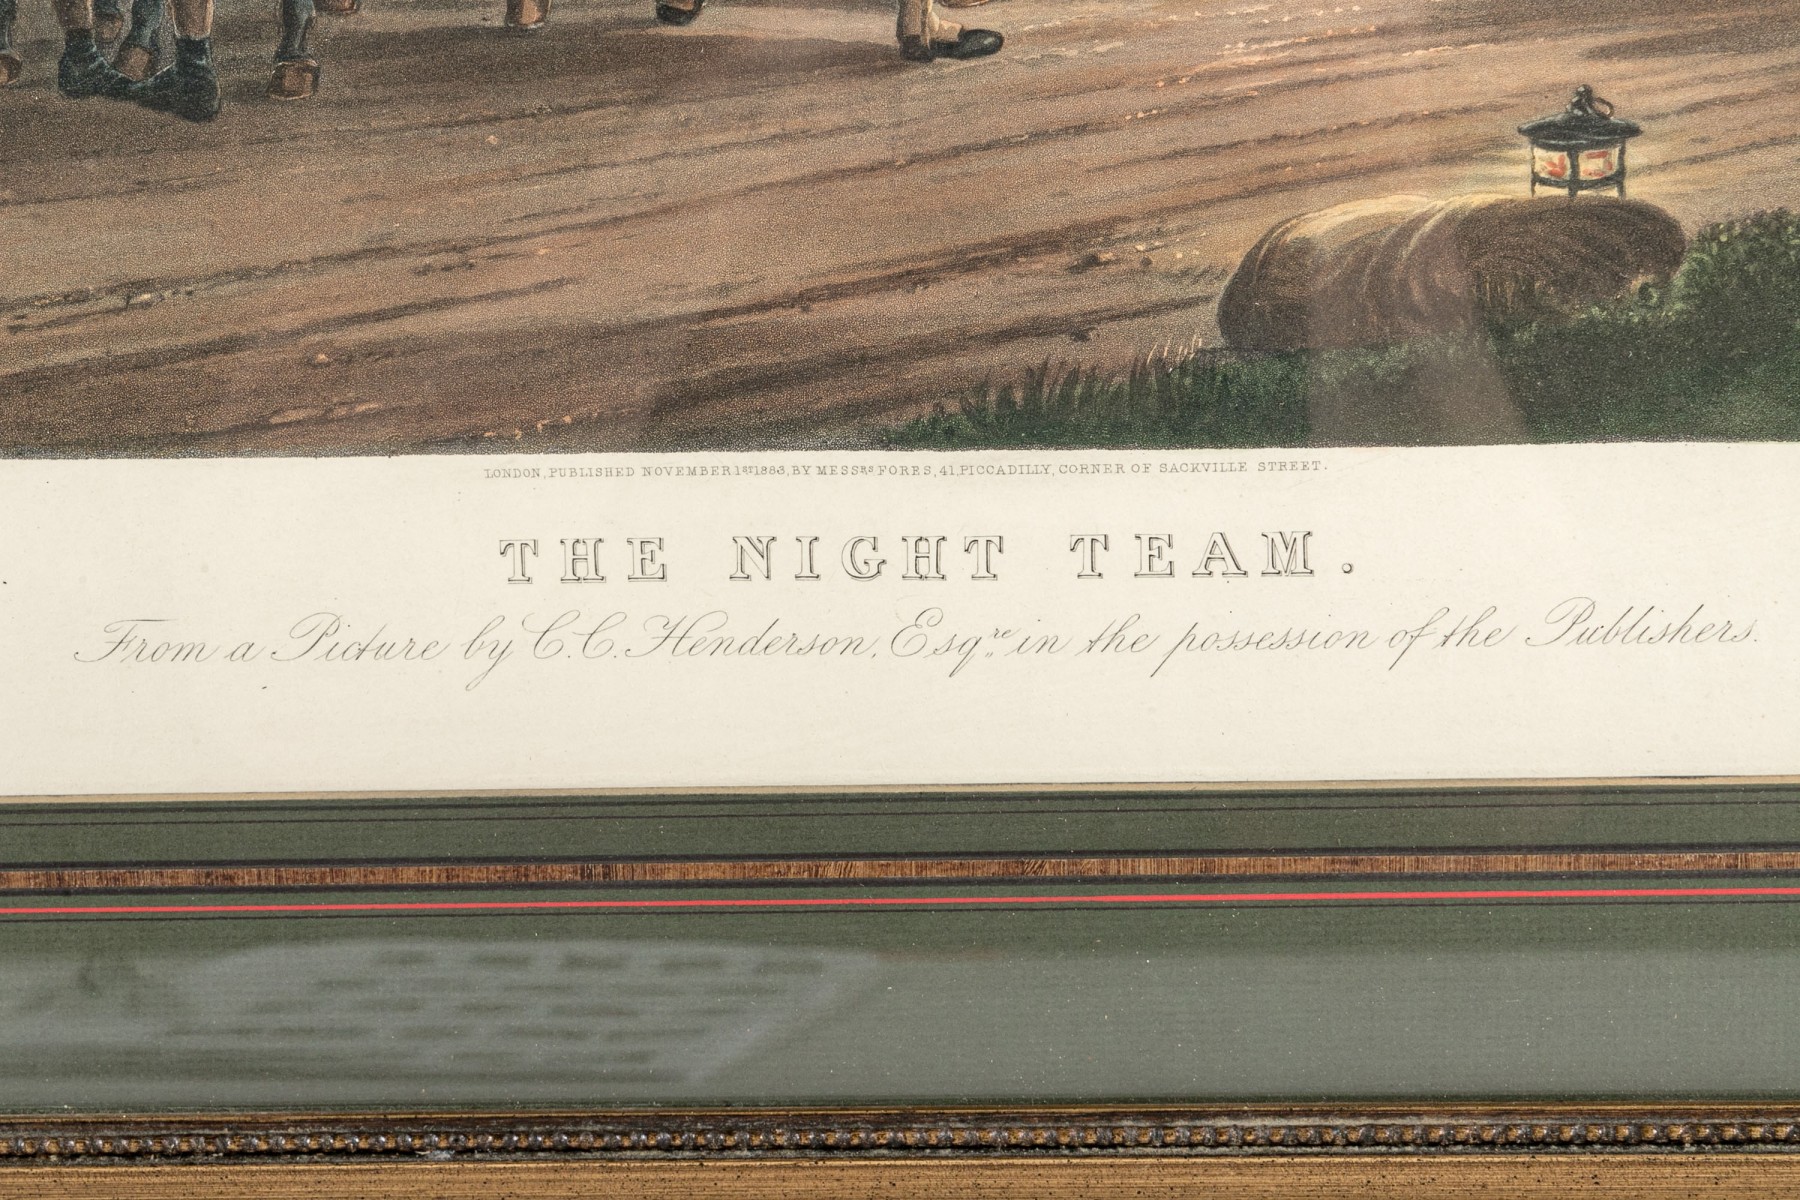 LONDON, PUBLISHED NOVEMBER 1ST 1883, BY MESSRS FORES, 41, PICCADILLY, CORNER OF SACKVILLE STREET.
THE NIGHT TEAM.
From a Picture by C. C. Henderson, Esqre in the possession of the Publishers.